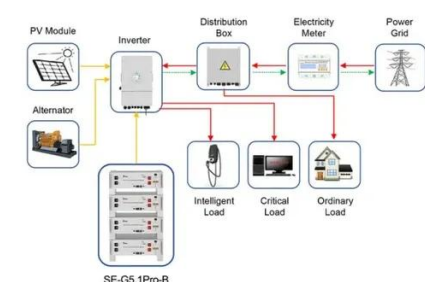 PV Module
Inverter
Distribution
Box
Electricity
Meter
Power
Grid
Alternator
Intelligent
Load
Critical
Load
Ordinary
Load
SE-G5.1Pro-B